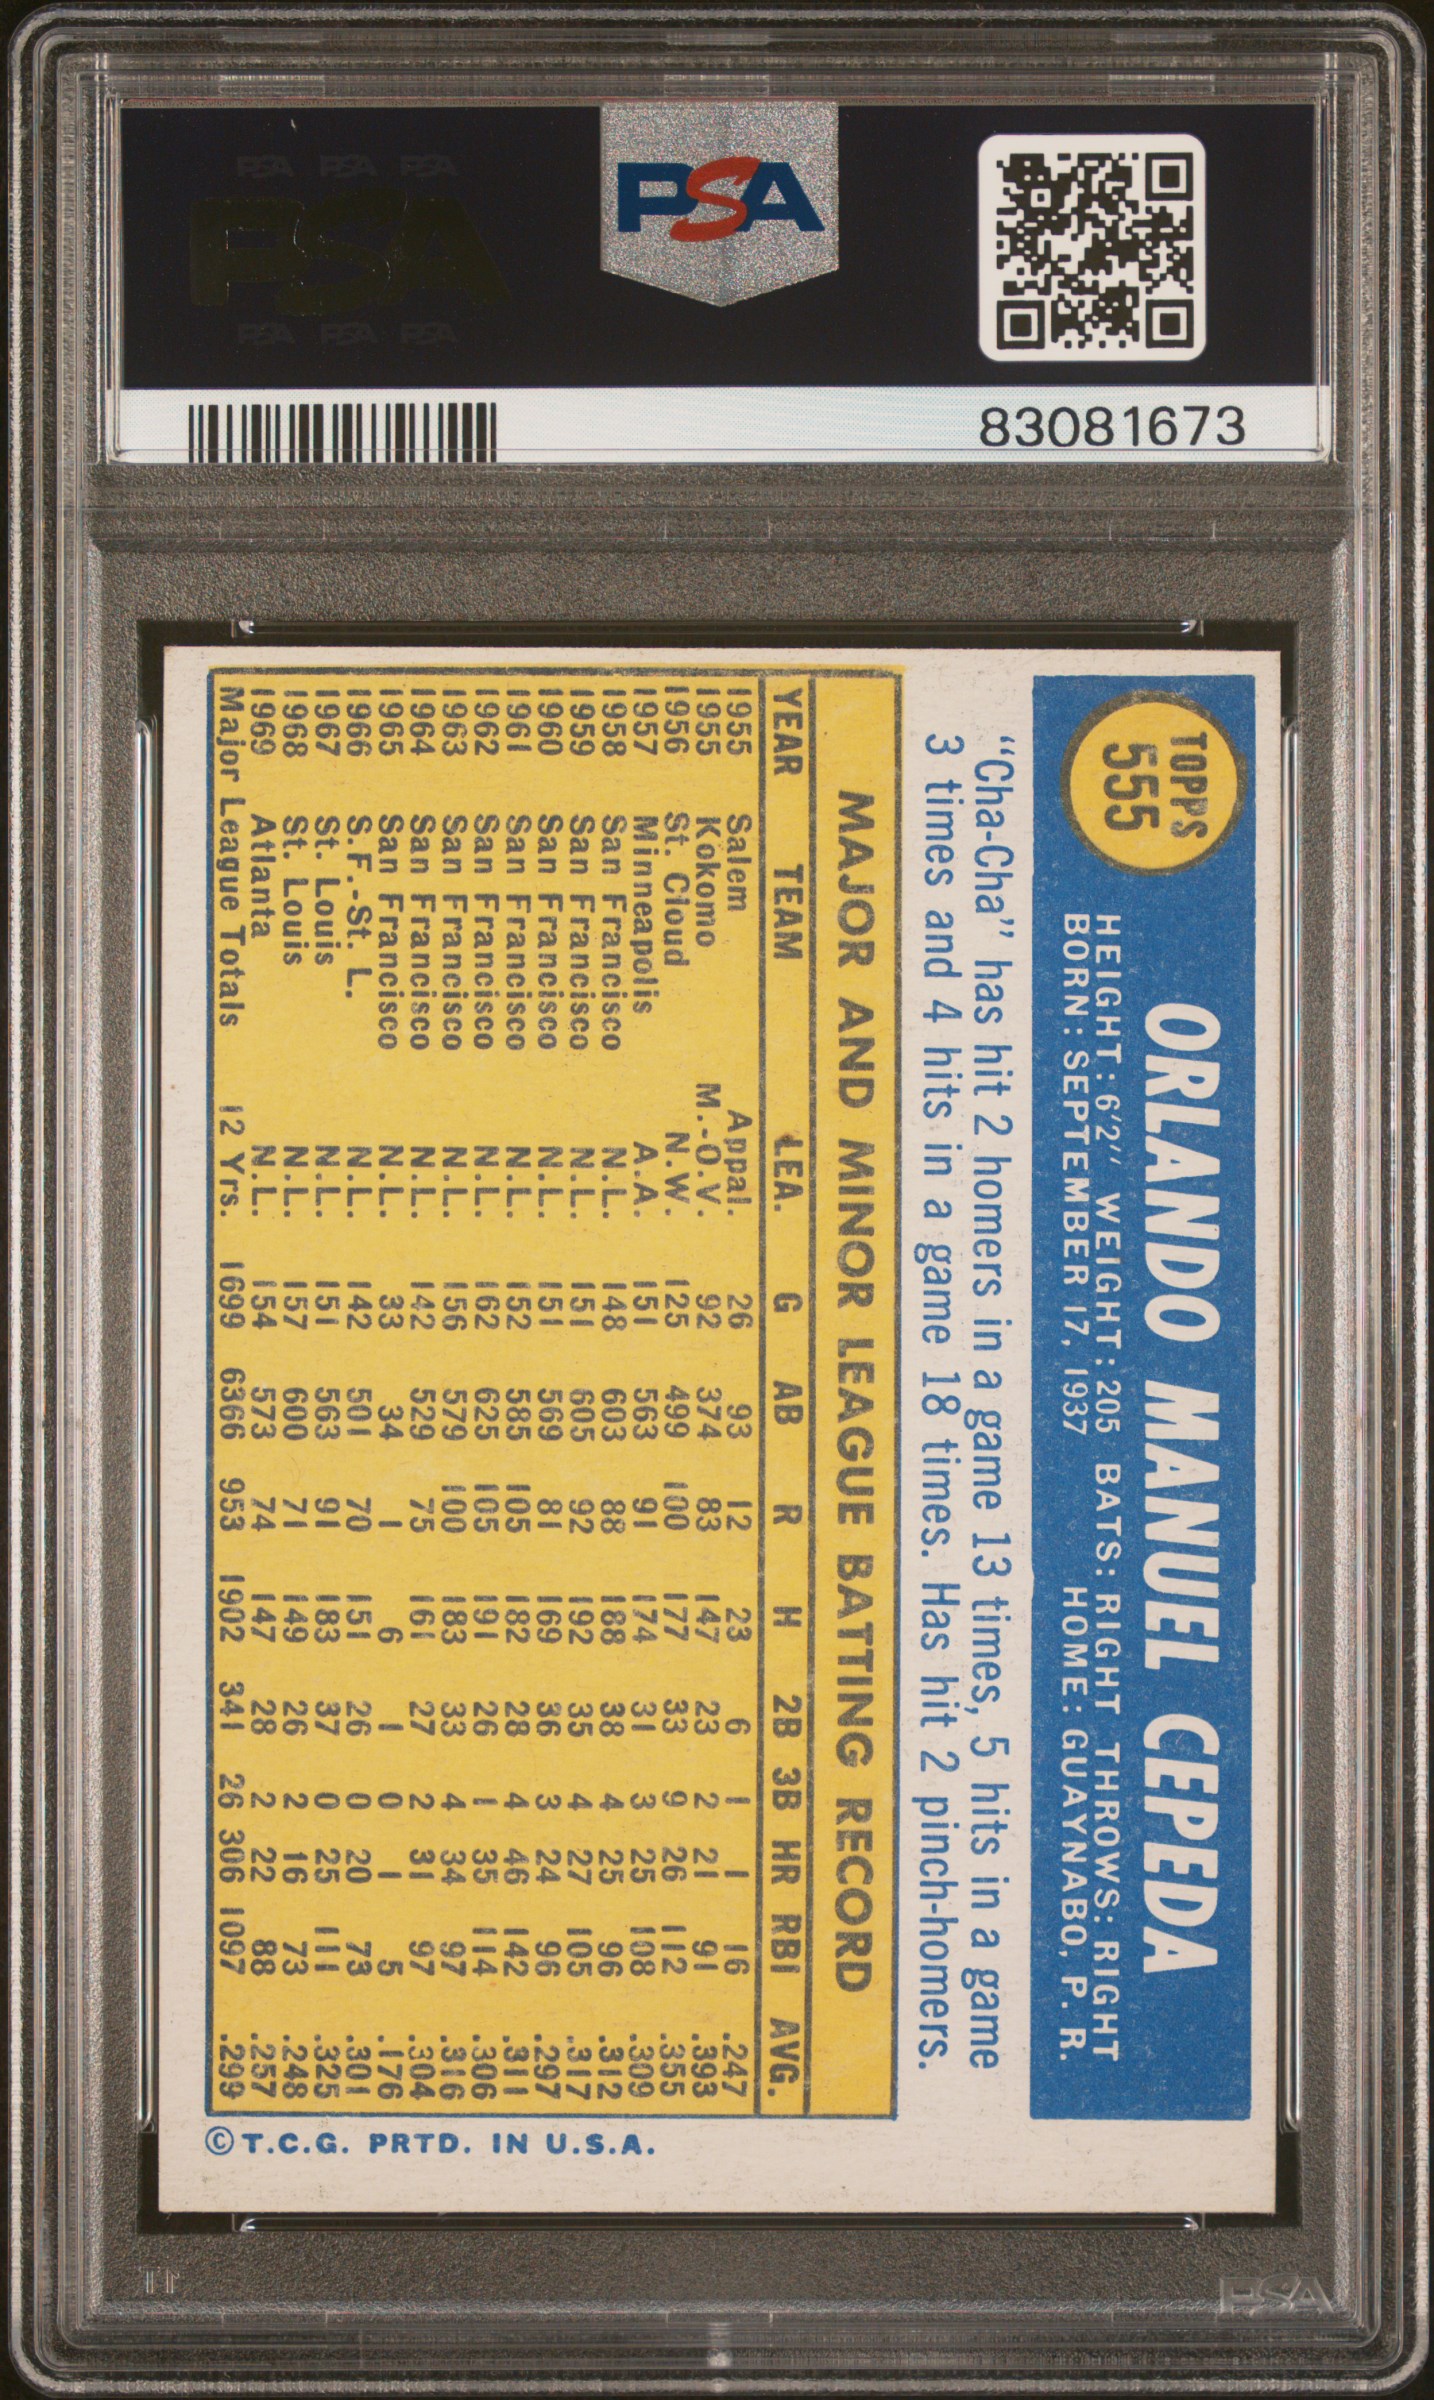 PSA PSA PSA
PSA
PSA PSA PSA
PSA
83081673
TOPPS
555
ORLANDO MANUEL CEPEDA
HEIGHT: 6'2" WEIGHT: 205 BATS: RIGHT THROWS: RIGHT
BORN: SEPTEMBER 17, 1937 HOME: GUAYNABO, P. R.
"Cha-Cha" has hit 2 homers in a game 13 times, 5 hits in a game
3 times and 4 hits in a game 18 times. Has hit 2 pinch-homers.
MAJOR AND MINOR LEAGUE BATTING RECORD
YEAR TEAM LEA. G AB R H 2B 3B HR RBI AVG.
1955 Salem Appal. 26 93 12 23 6 1 1 16 .247
1955 Kokomo M.-O.V. 92 374 83 147 23 2 21 91 .393
1956 St. Cloud N.W. 125 499 100 177 33 9 26 112 .355
1957 Minneapolis A.A. 151 563 91 174 31 3 25 108 .309
1958 San Francisco N.L. 148 603 88 188 38 4 25 96 .312
1959 San Francisco N.L. 151 605 92 192 35 4 27 105 .317
1960 San Francisco N.L. 151 569 81 169 36 3 24 96 .297
1961 San Francisco N.L. 152 585 105 182 28 4 46 142 .311
1962 San Francisco N.L. 162 625 105 191 26 1 35 114 .306
1963 San Francisco N.L. 156 579 100 183 33 4 34 97 .316
1964 San Francisco N.L. 142 529 75 161 27 2 31 97 .304
1965 San Francisco N.L. 33 34 1 6 1 0 1 5 .176
1966 S.F.-St. L. N.L. 142 501 70 151 26 0 20 73 .301
1967 St. Louis N.L. 151 563 91 183 37 0 25 111 .325
1968 St. Louis N.L. 157 600 71 149 26 2 16 73 .248
1969 Atlanta N.L. 154 573 74 147 28 2 22 88 .257
Major League Totals 12 Yrs. 1699 6366 953 1902 341 26 306 1097 .299
©T.C.G. PRTD. IN U.S.A.
PSA